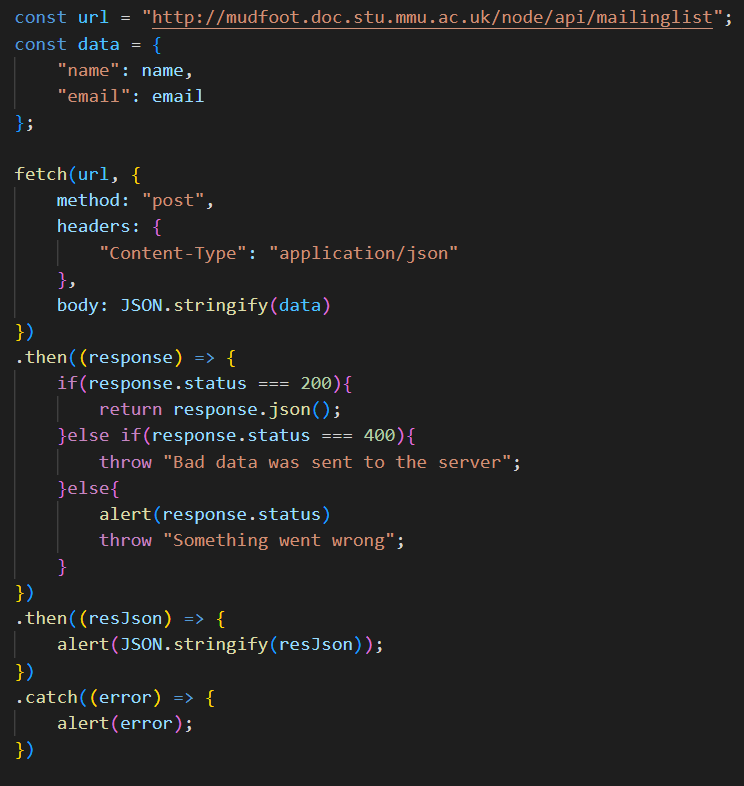 const url = "http://mudfoot.doc.stu.mmu.ac.uk/node/api/mailinglist";
const data = {
    "name": name,
    "email": email
};

fetch(url, {
    method: "post",
    headers: {
        "Content-Type": "application/json"
    },
    body: JSON.stringify(data)
})
.then((response) => {
    if(response.status === 200){
        return response.json();
    }else if(response.status === 400){
        throw "Bad data was sent to the server";
    }else{
        alert(response.status)
        throw "Something went wrong";
    }
})
.then((resJson) => {
    alert(JSON.stringify(resJson));
})
.catch((error) => {
    alert(error);
})